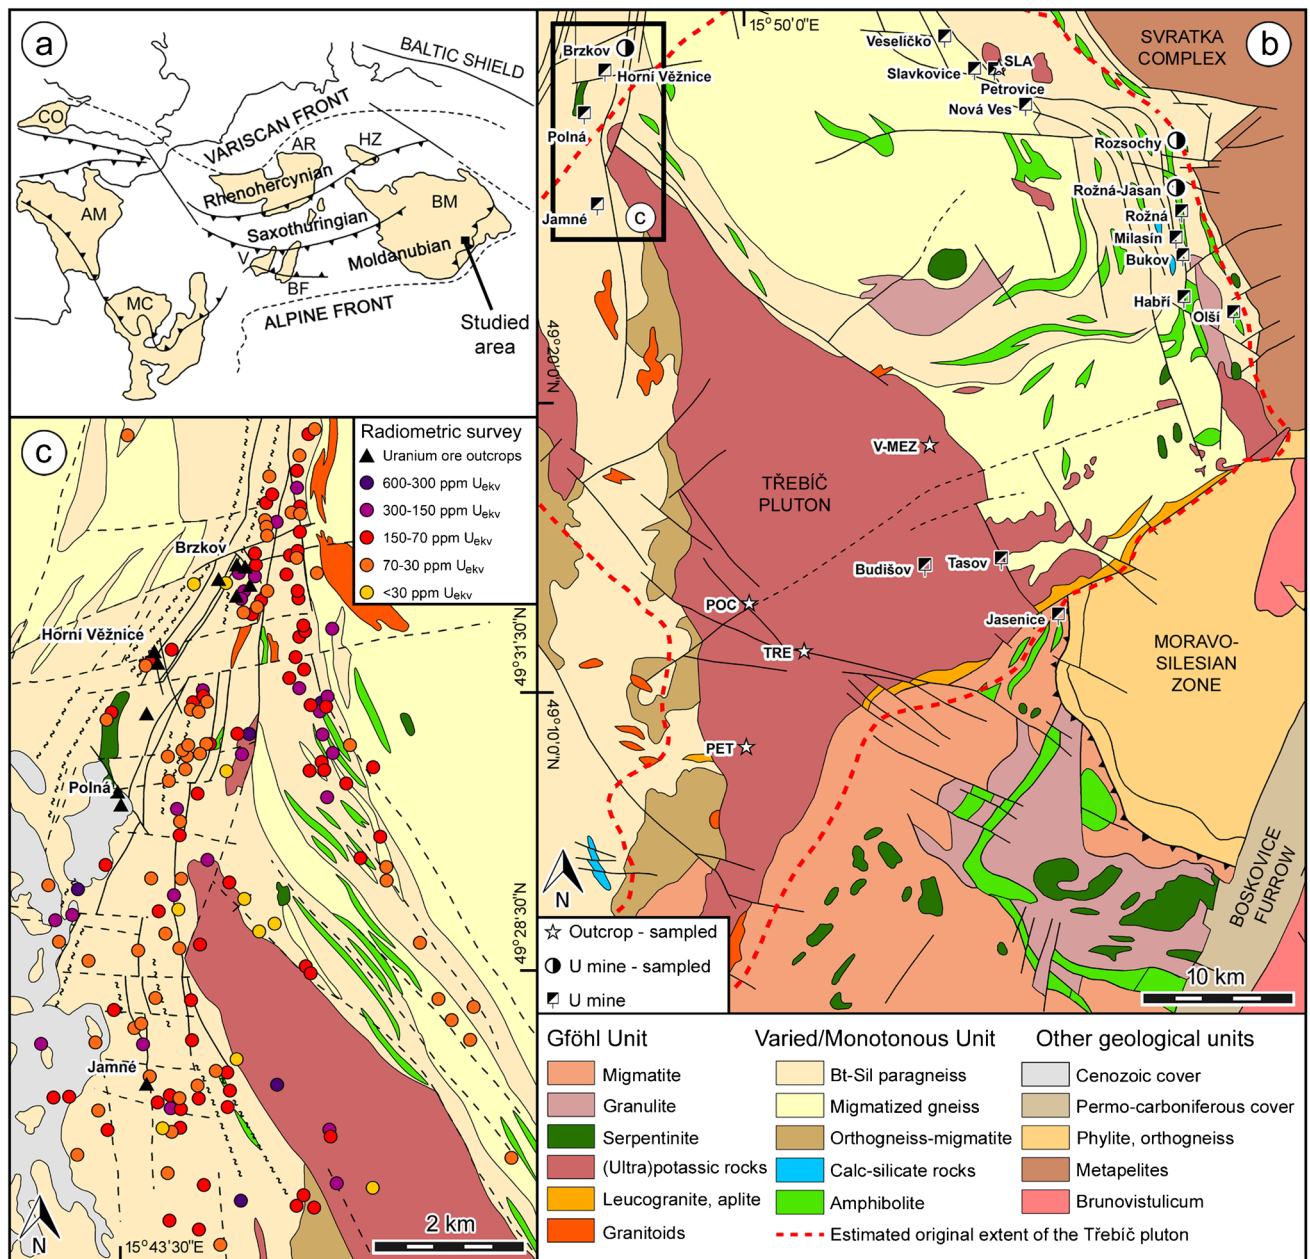 a
BALTIC SHIELD
CO
VARISCAN FRONT
AR
HZ
Rhenohercynian
AM
BM
Saxothuringian
V
Moldanubian
BF
MC
ALPINE FRONT
Studied
area
b
15°50'0"E
SVRATKA
COMPLEX
Brzkov
Horní Věžnice
Polná
Jamné
c
Veselíčko
SLA
Slavkovice
Petrovice
Nová Ves
Rozsochy
Rožná-Jasan
Rožná
Milasín
Bukov
Habří
Olší
49°20'0"N
V-MEZ
TŘEBÍČ
PLUTON
Budišov
Tasov
POC
Jasenice
TRE
MORAVO-
SILESIAN
ZONE
49°10'0"N
PET
BOSKOVICE
FURROW
N
10 km
Outcrop - sampled
U mine - sampled
U mine
c
Radiometric survey
Uranium ore outcrops
600-300 ppm Uekv
300-150 ppm Uekv
150-70 ppm Uekv
70-30 ppm Uekv
<30 ppm Uekv
Brzkov
Horní Věžnice
49°31'30"N
Polná
49°28'30"N
Jamné
N
15°43'30"E
2 km
Gföhl Unit
Migmatite
Granulite
Serpentinite
(Ultra)potassic rocks
Leucogranite, aplite
Granitoids
Varied/Monotonous Unit
Bt-Sil paragneiss
Migmatized gneiss
Orthogneiss-migmatite
Calc-silicate rocks
Amphibolite
Estimated original extent of the Třebíč pluton
Other geological units
Cenozoic cover
Permo-carboniferous cover
Phylite, orthogneiss
Metapelites
Brunovistulicum